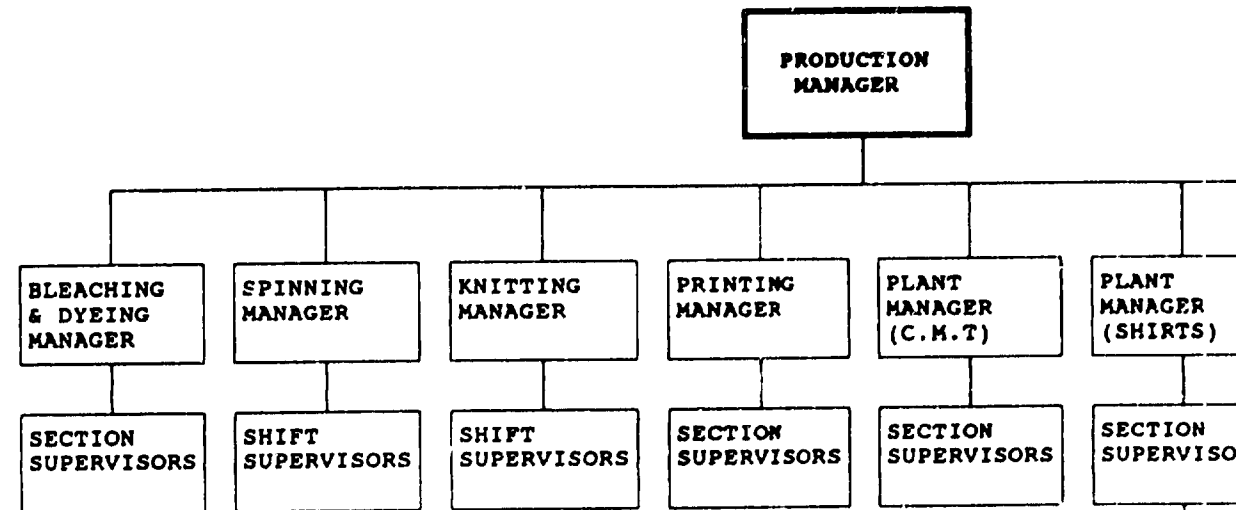 PRODUCTION
MANAGER
BLEACHING
& DYEING
MANAGER
SPINNING
MANAGER
KNITTING
MANAGER
PRINTING
MANAGER
PLANT
MANAGER
(C.M.T)
PLANT
MANAGER
(SHIRTS)
SECTION
SUPERVISORS
SHIFT
SUPERVISORS
SHIFT
SUPERVISORS
SECTION
SUPERVISORS
SECTION
SUPERVISORS
SECTION
SUPERVISO